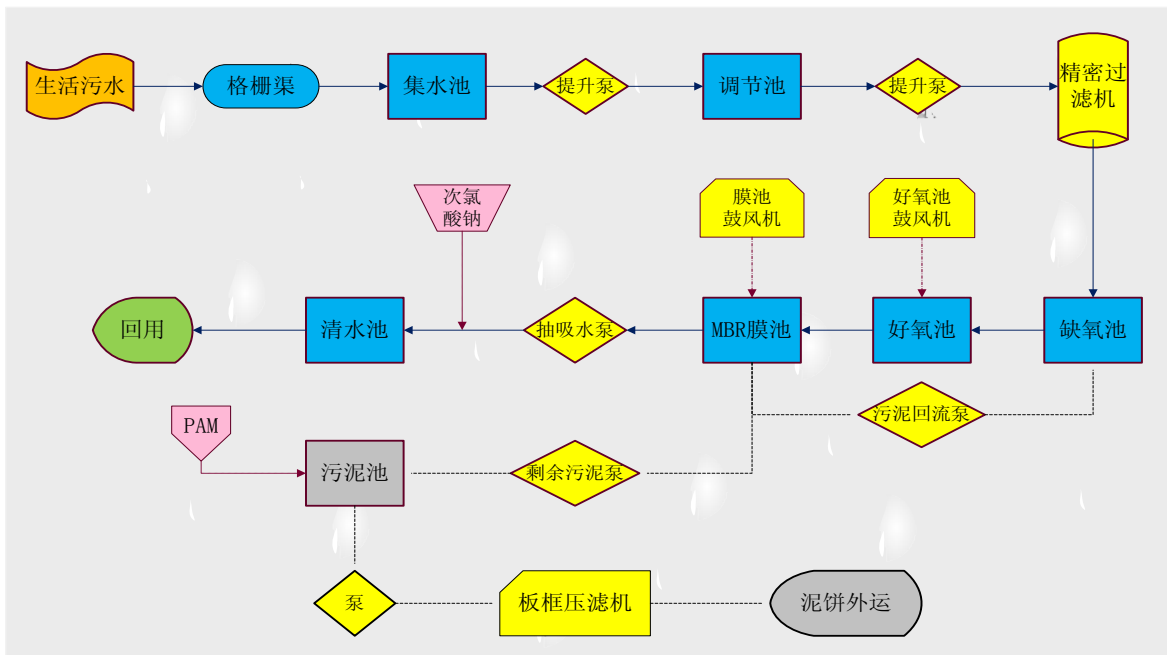 生活污水
格栅渠
集水池
提升泵
调节池
提升泵
精密过
滤机
次氯
酸钠
膜池
鼓风机
好氧池
鼓风机
回用
清水池
抽吸水泵
MBR膜池
好氧池
缺氧池
污泥回流泵
PAM
污泥池
剩余污泥泵
泵
板框压滤机
泥饼外运